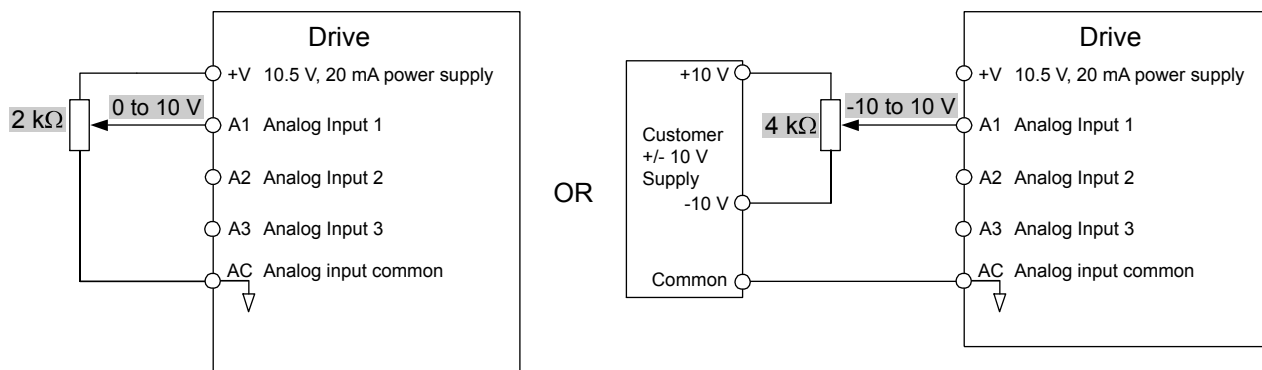 Drive
+V 10.5 V, 20 mA power supply
0 to 10 V
2 kΩ
A1 Analog Input 1
A2 Analog Input 2
A3 Analog Input 3
AC Analog input common
OR
+10 V
Customer
+/- 10 V
Supply
-10 V
Common
4 kΩ
-10 to 10 V
Drive
+V 10.5 V, 20 mA power supply
A1 Analog Input 1
A2 Analog Input 2
A3 Analog Input 3
AC Analog input common